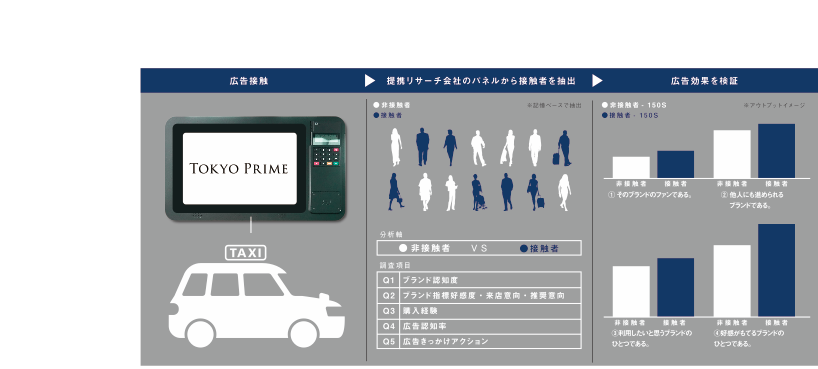 広告接触
提携リサーチ会社のパネルから接触者を抽出
広告効果を検証
TOKYO PRIME
TAXI
●非接触者
●接触者
※記憶ベースで抽出
分析軸
●非接触者 VS ●接触者
調査項目
Q1 ブランド認知度
Q2 ブランド指標好感度・来店意向・推奨意向
Q3 購入経験
Q4 広告認知率
Q5 広告きっかけアクション
●非接触者 - 150S
●接触者 - 150S
※アウトプットイメージ
非接触者 接触者
①そのブランドのファンである。
非接触者 接触者
②他人にも進められる
ブランドである。
非接触者 接触者
③利用したいと思うブランドの
ひとつである。
非接触者 接触者
④好感がもてるブランドの
ひとつである。